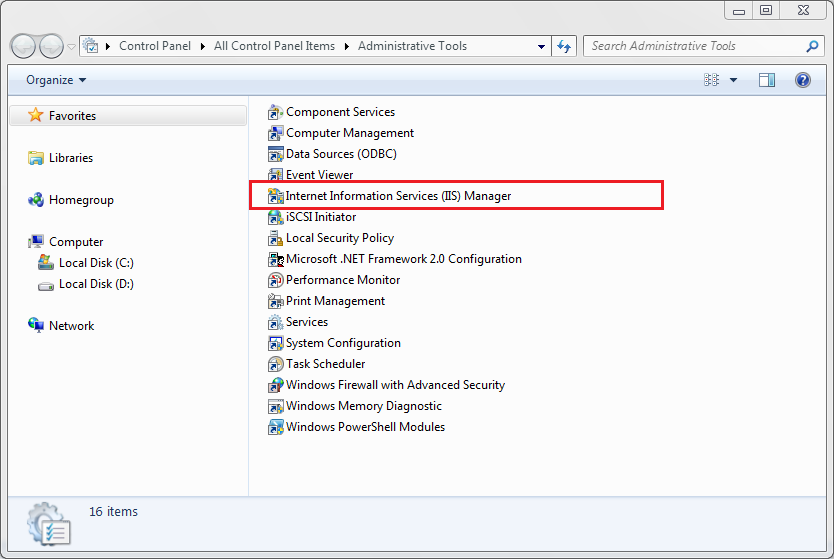 Control Panel All Control Panel Items Administrative Tools Search Administrative Tools
Organize
Favorites
Libraries
Homegroup
Computer
Local Disk (C:)
Local Disk (D:)
Network
Component Services
Computer Management
Data Sources (ODBC)
Event Viewer
Internet Information Services (IIS) Manager
iSCSI Initiator
Local Security Policy
Microsoft .NET Framework 2.0 Configuration
Performance Monitor
Print Management
Services
System Configuration
Task Scheduler
Windows Firewall with Advanced Security
Windows Memory Diagnostic
Windows PowerShell Modules
16 items